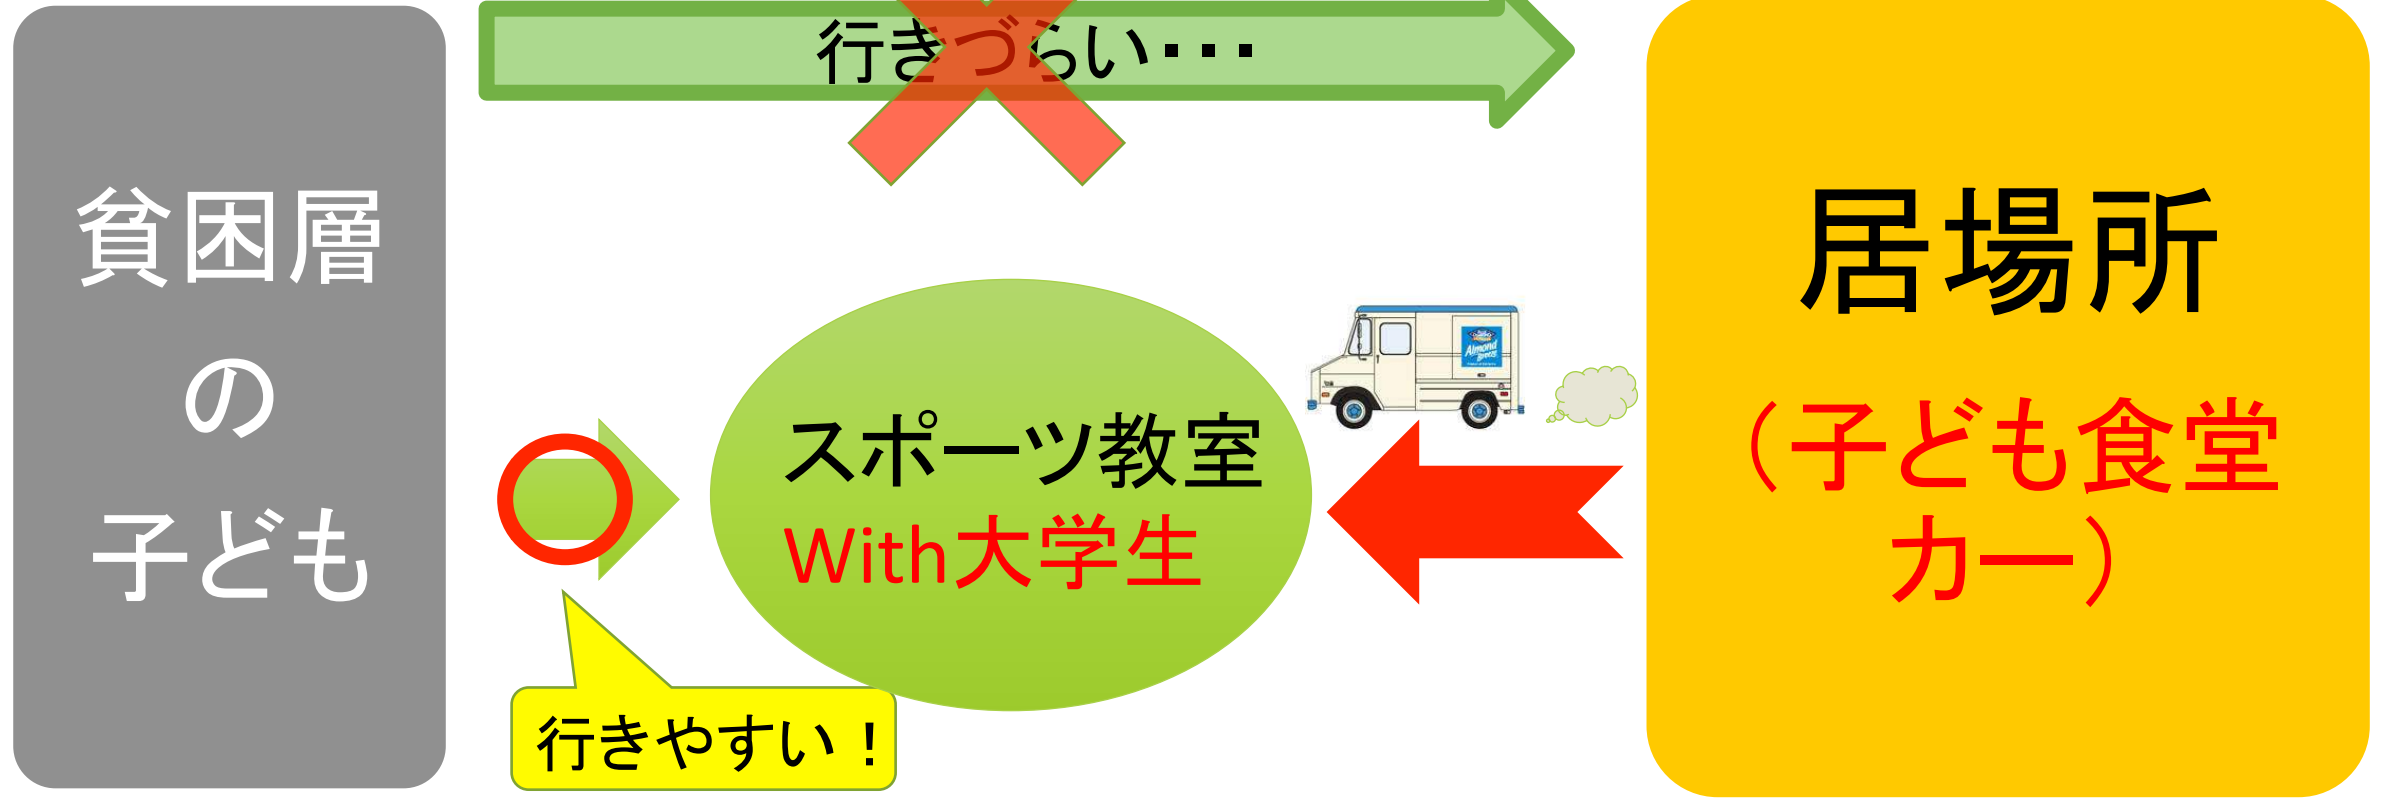 行きづらい・・・
貧困層
の
子ども
居場所
（子ども食堂
カー）
Almond
Breeze
スポーツ教室
With大学生
行きやすい！